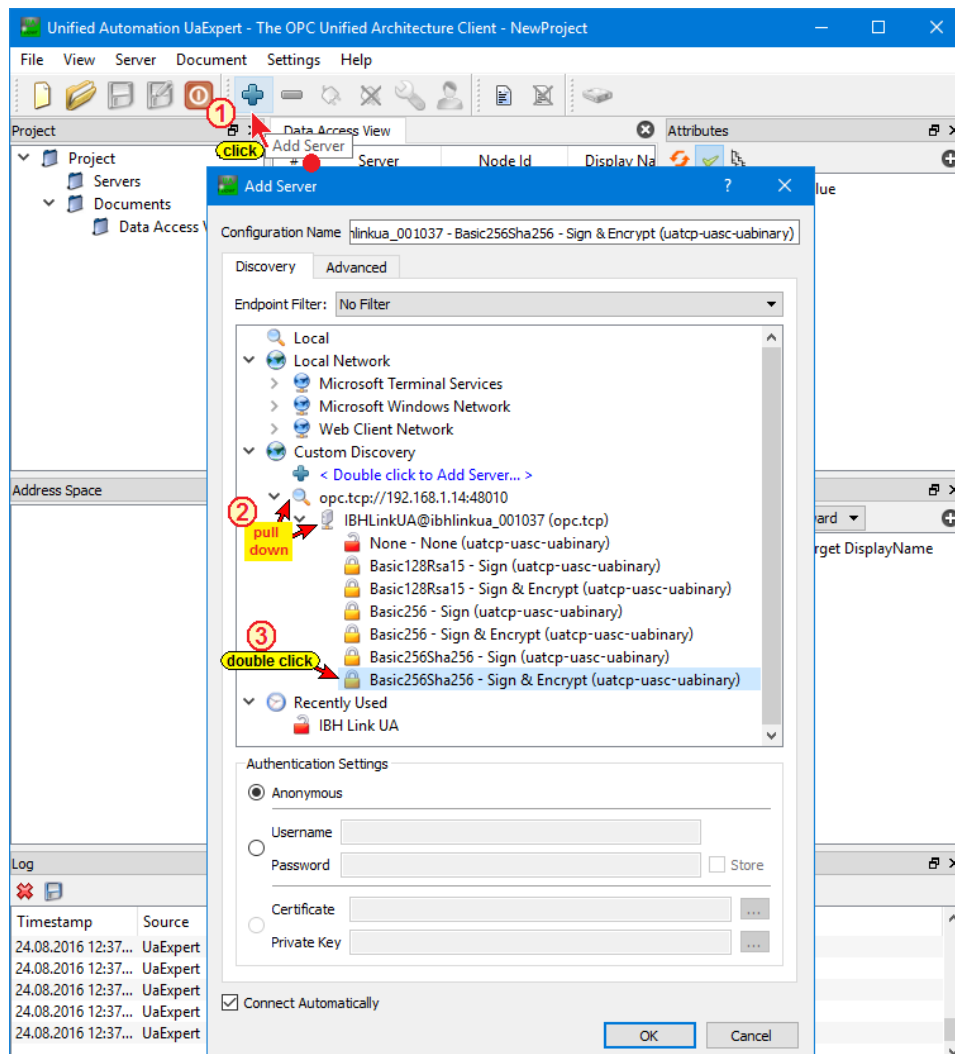 Unified Automation UaExpert - The OPC Unified Architecture Client - NewProject
File View Server Document Settings Help
1
click
Add Server
Project
Project
Servers
Documents
Data Access
Data Access View
# Server Node Id Display Na
Attributes
lue
Add Server
?
Configuration Name
hlinkua_001037 - Basic256Sha256 - Sign & Encrypt (uatcp-uasc-uabinary)
Discovery Advanced
Endpoint Filter: No Filter
Local
Local Network
Microsoft Terminal Services
Microsoft Windows Network
Web Client Network
Custom Discovery
< Double click to Add Server... >
opc.tcp://192.168.1.14:48010
2
pull
down
IBHLinkUA@ibhlinkua_001037 (opc.tcp)
None - None (uatcp-uasc-uabinary)
Basic128Rsa15 - Sign (uatcp-uasc-uabinary)
Basic128Rsa15 - Sign & Encrypt (uatcp-uasc-uabinary)
Basic256 - Sign (uatcp-uasc-uabinary)
Basic256 - Sign & Encrypt (uatcp-uasc-uabinary)
3
double click
Basic256Sha256 - Sign (uatcp-uasc-uabinary)
Basic256Sha256 - Sign & Encrypt (uatcp-uasc-uabinary)
Recently Used
IBH Link UA
Authentication Settings
Anonymous
Username
Password
Store
Certificate
...
Private Key
...
Connect Automatically
OK Cancel
Address Space
ard
rget DisplayName
Log
Timestamp Source
24.08.2016 12:37... UaExpert
24.08.2016 12:37... UaExpert
24.08.2016 12:37... UaExpert
24.08.2016 12:37... UaExpert
24.08.2016 12:37... UaExpert